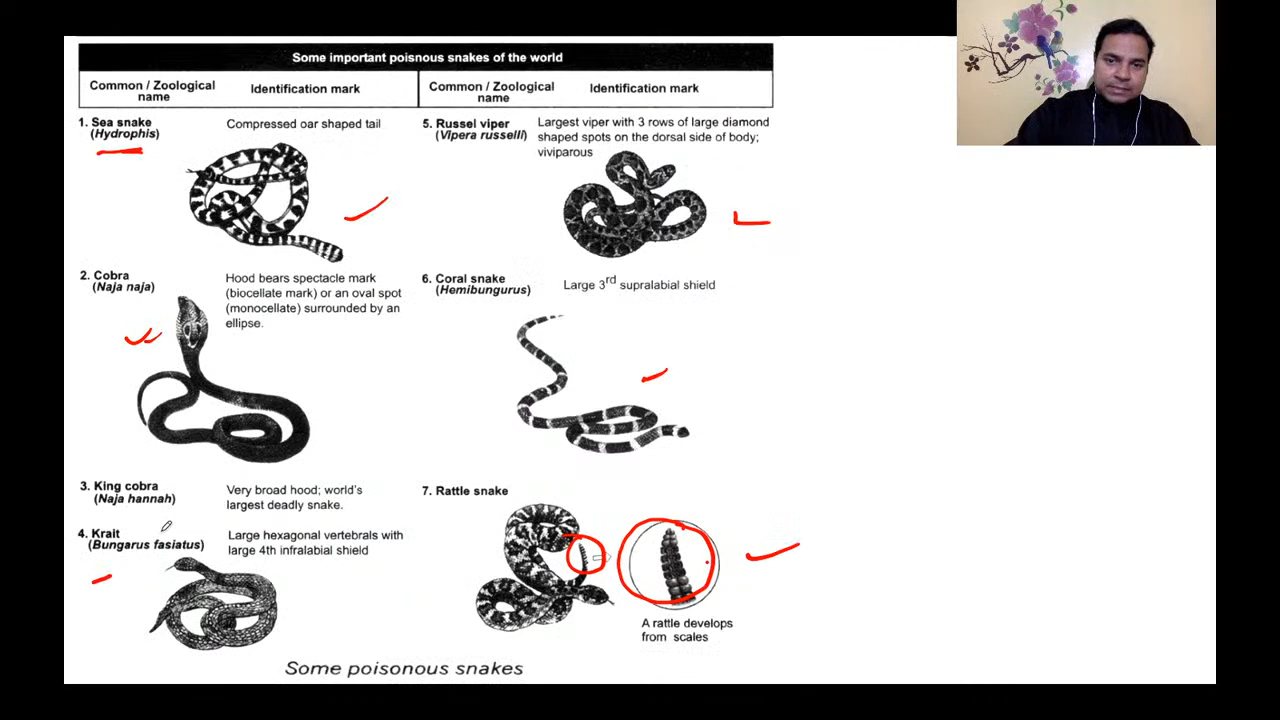 Some important poisnous snakes of the world
Common / Zoological
name
Identification mark
Common / Zoological
name
Identification mark
1. Sea snake
(Hydrophis)
Compressed oar shaped tail
2. Cobra
(Naja naja)
Hood bears spectacle mark
(biocellate mark) or an oval spot
(monocellate) surrounded by an
ellipse.
3. King cobra
(Naja hannah)
Very broad hood; world's
largest deadly snake.
4. Krait
(Bungarus fasiatus)
Large hexagonal vertebrals with
large 4th infralabial shield
5. Russel viper
(Vipera russelli)
Largest viper with 3 rows of large diamond
shaped spots on the dorsal side of body;
viviparous
6. Coral snake
(Hemibungurus)
Large 3rd supralabial shield
7. Rattle snake
A rattle develops
from scales
Some poisonous snakes